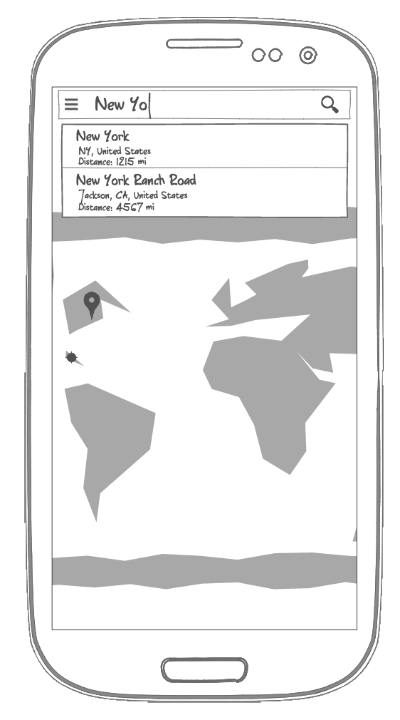 New Yo
New York
NY, United States
Distance: 1215 mi
New York Ranch Road
Jackson, CA, United States
Distance: 4567 mi